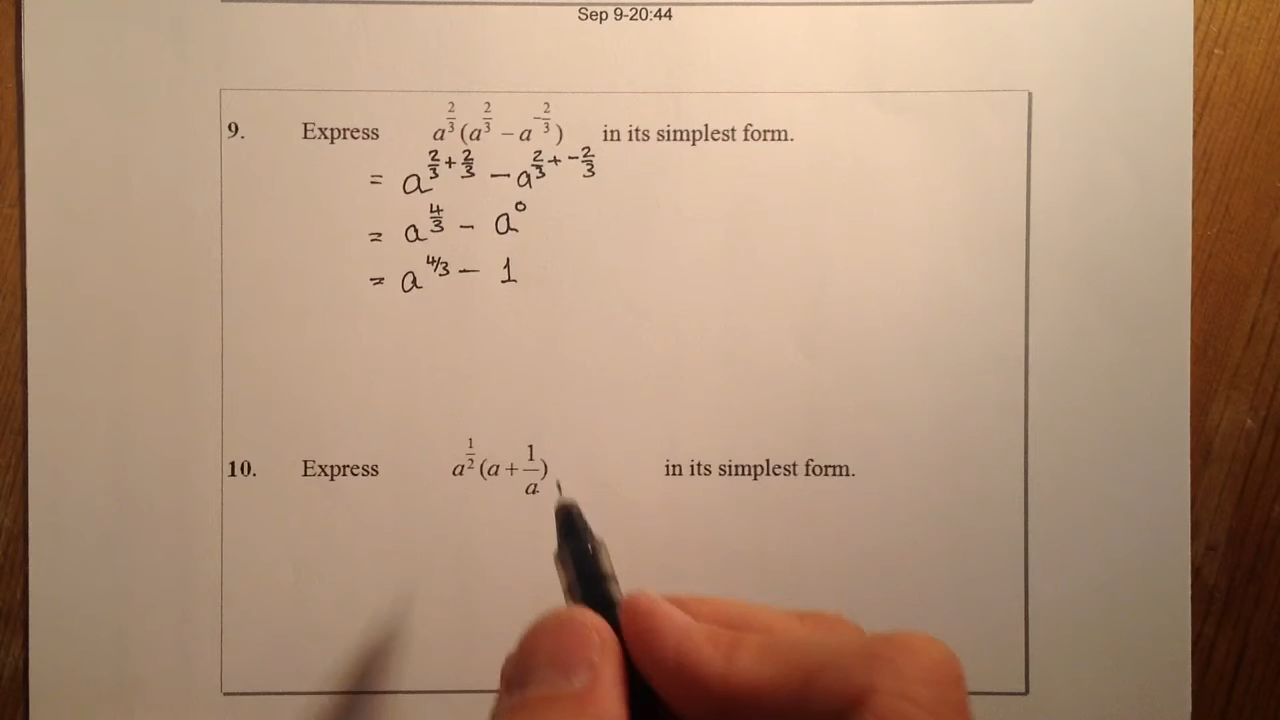 Sep 9-20:44
9. Express a^{2/3}(a^{2/3} − a^{−2/3}) in its simplest form.
= a^{2/3 + 2/3} − a^{2/3 + −2/3}
= a^{4/3} − a^0
= a^{4/3} − 1
10. Express a^{1/2}(a + 1/a) in its simplest form.